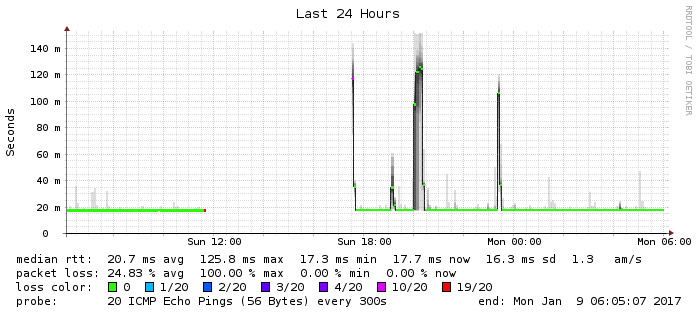 Last 24 Hours
RRDTOOL / TOBI OETIKER
Seconds
140 m
120 m
100 m
80 m
60 m
40 m
20 m
0
Sun 12:00 Sun 18:00 Mon 00:00 Mon 06:00
median rtt: 20.7 ms avg 125.8 ms max 17.3 ms min 17.7 ms now 16.3 ms sd 1.3 am/s
packet loss: 24.83 % avg 100.00 % max 0.00 % min 0.00 % now
loss color: 0 1/20 2/20 3/20 4/20 10/20 19/20
probe: 20 ICMP Echo Pings (56 Bytes) every 300s end: Mon Jan 9 06:05:07 2017